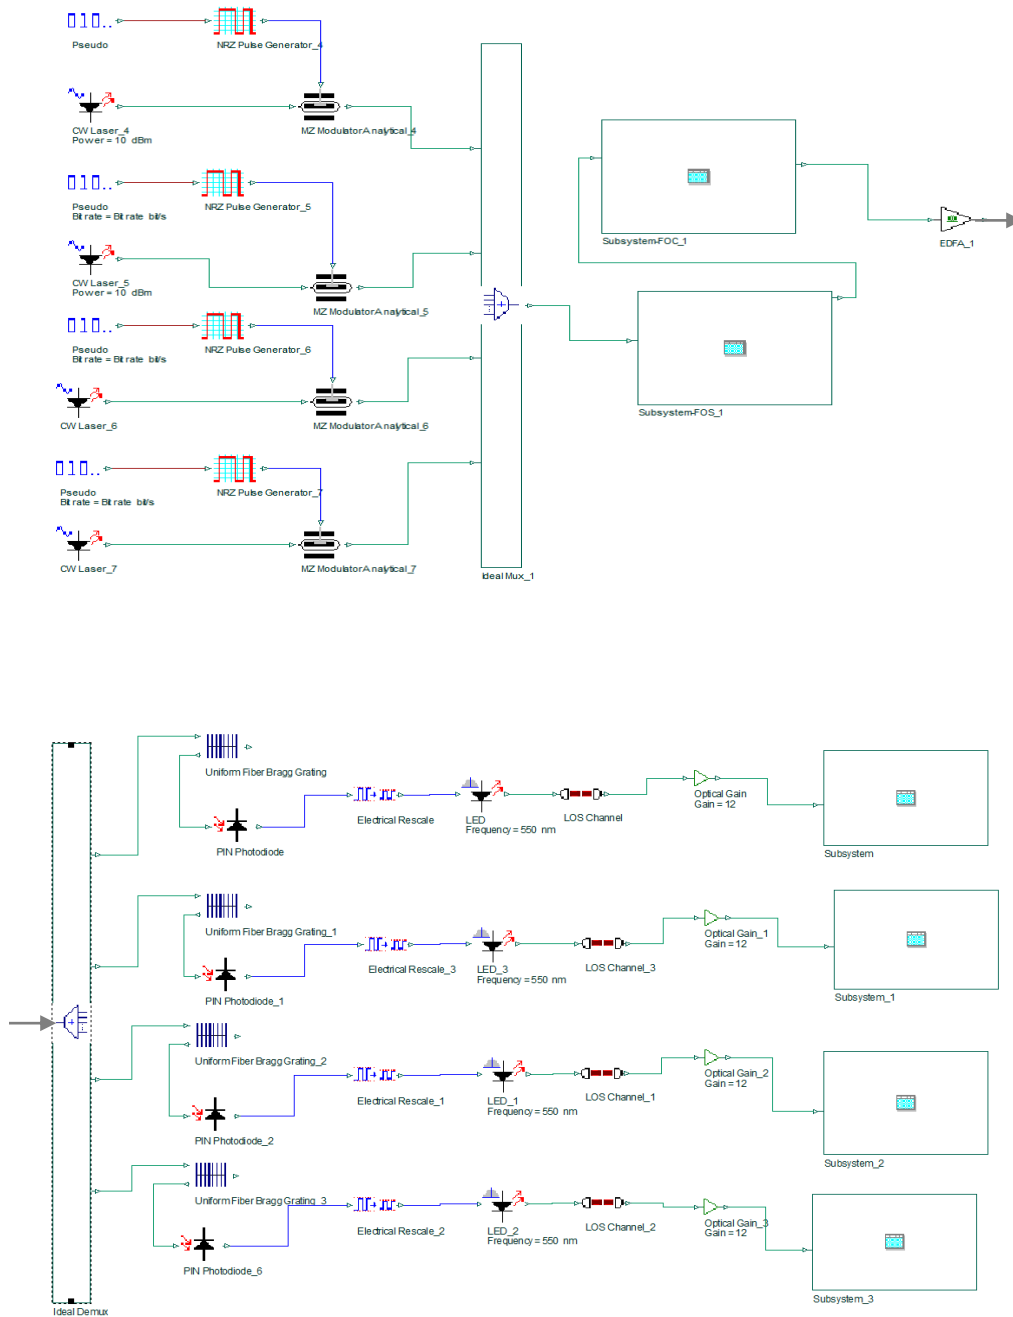 Pseudo
NRZ Pulse Generator_4
CW Laser_4
Power = 10 dBm
MZ Modulator Analytical_4
Pseudo
Bit rate = Bit rate bit/s
NRZ Pulse Generator_5
CW Laser_5
Power = 10 dBm
MZ Modulator Analytical_5
Pseudo
Bit rate = Bit rate bit/s
NRZ Pulse Generator_6
CW Laser_6
MZ Modulator Analytical_6
Pseudo
Bit rate = Bit rate bit/s
NRZ Pulse Generator_7
CW Laser_7
MZ Modulator Analytical_7
Ideal Mux_1
Subsystem-FOC_1
EDFA_1
Subsystem-FOS_1
Uniform Fiber Bragg Grating
PIN Photodiode
Electrical Rescale
LED
Frequency = 550 nm
LOS Channel
Optical Gain
Gain = 12
Subsystem
Uniform Fiber Bragg Grating_1
PIN Photodiode_1
Electrical Rescale_3
LED_3
Frequency = 550 nm
LOS Channel_3
Optical Gain_1
Gain = 12
Subsystem_1
Uniform Fiber Bragg Grating_2
PIN Photodiode_2
Electrical Rescale_1
LED_1
Frequency = 550 nm
LOS Channel_1
Optical Gain_2
Gain = 12
Subsystem_2
Uniform Fiber Bragg Grating_3
PIN Photodiode_6
Electrical Rescale_2
LED_2
Frequency = 550 nm
LOS Channel_2
Optical Gain_3
Gain = 12
Subsystem_3
Ideal Demux